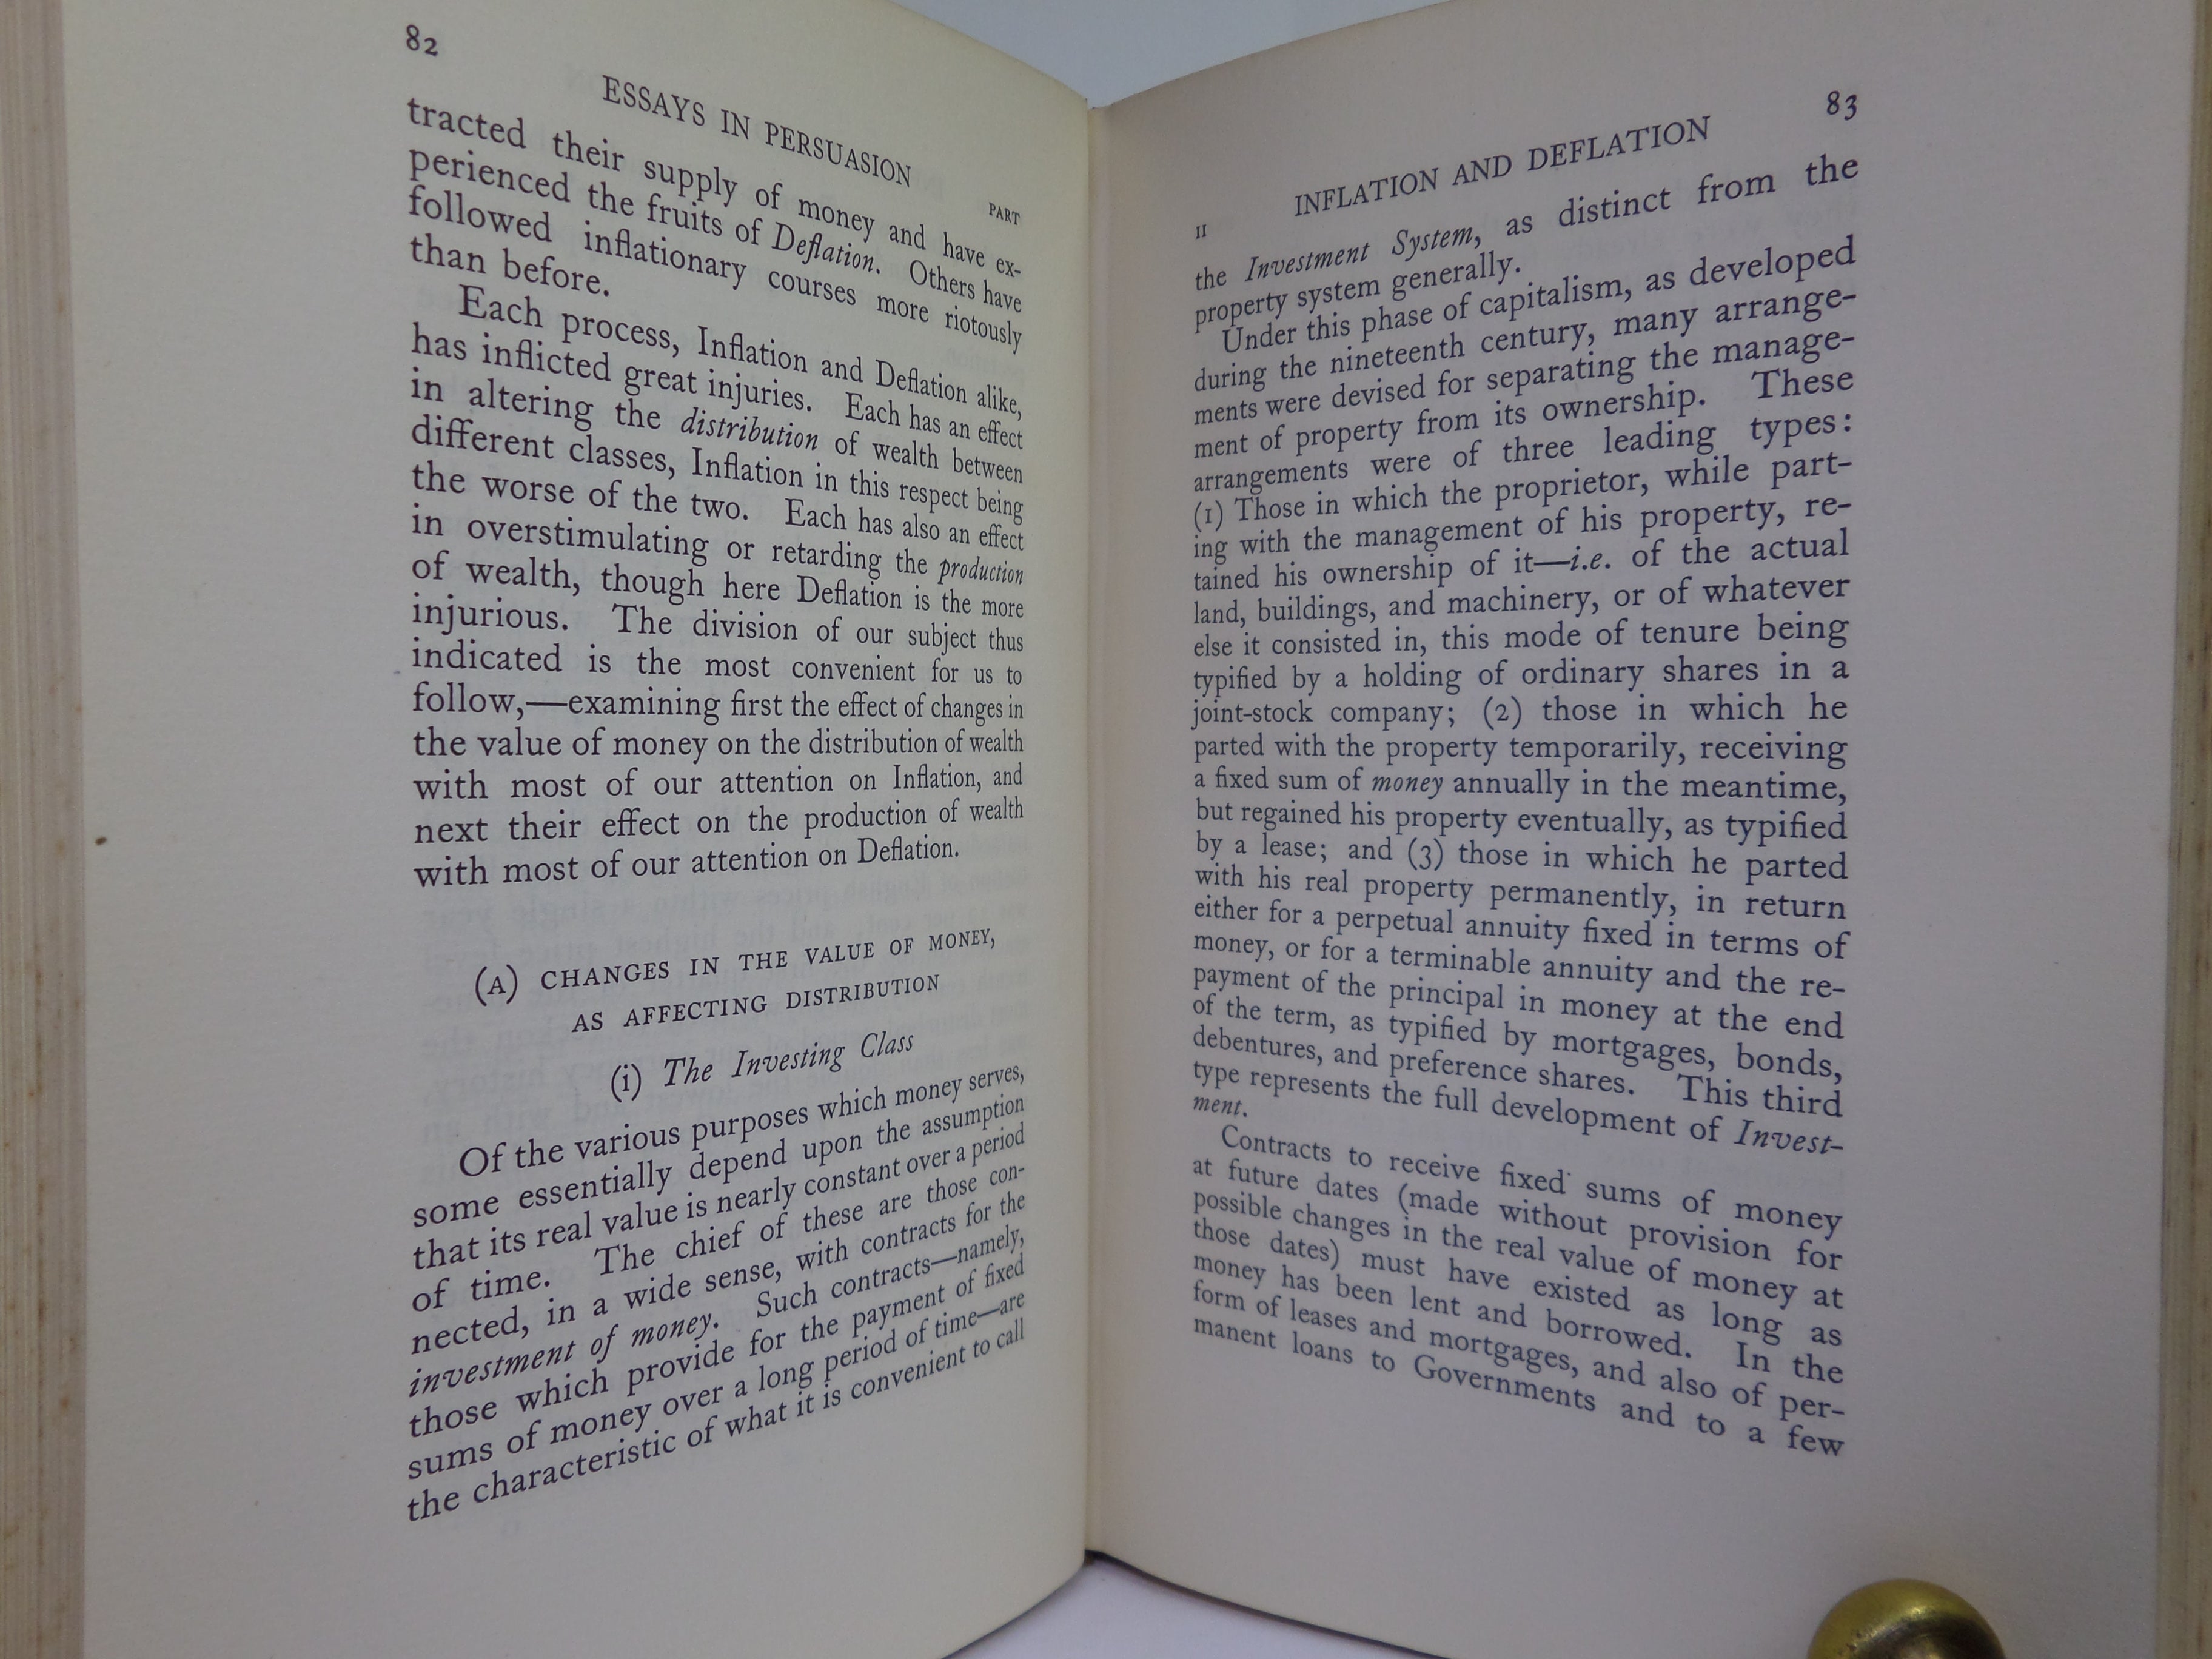 82
ESSAYS IN PERSUASION
PART
tracted their supply of money and have ex-
perienced the fruits of Deflation. Others have
followed inflationary courses more riotously
than before.
Each process, Inflation and Deflation alike,
has inflicted great injuries. Each has an effect
in altering the distribution of wealth between
different classes, Inflation in this respect being
the worse of the two. Each has also an effect
in overstimulating or retarding the production
of wealth, though here Deflation is the more
injurious. The division of our subject thus
indicated is the most convenient for us to
follow,—examining first the effect of changes in
the value of money on the distribution of wealth
with most of our attention on Inflation, and
next their effect on the production of wealth
with most of our attention on Deflation.
(A) CHANGES IN THE VALUE OF MONEY,
AS AFFECTING DISTRIBUTION
(i) The Investing Class
Of the various purposes which money serves,
some essentially depend upon the assumption
that its real value is nearly constant over a period
of time. The chief of these are those con-
nected, in a wide sense, with contracts for the
investment of money. Such contracts—namely,
those which provide for the payment of fixed
sums of money over a long period of time—are
the characteristic of what it is convenient to call
83
II
INFLATION AND DEFLATION
the Investment System, as distinct from the
property system generally.
Under this phase of capitalism, as developed
during the nineteenth century, many arrange-
ments were devised for separating the manage-
ment of property from its ownership. These
arrangements were of three leading types:
(1) Those in which the proprietor, while part-
ing with the management of his property, re-
tained his ownership of it—i.e. of the actual
land, buildings, and machinery, or of whatever
else it consisted in, this mode of tenure being
typified by a holding of ordinary shares in a
joint-stock company; (2) those in which he
parted with the property temporarily, receiving
a fixed sum of money annually in the meantime,
but regained his property eventually, as typified
by a lease; and (3) those in which he parted
with his real property permanently, in return
either for a perpetual annuity fixed in terms of
money, or for a terminable annuity and the re-
payment of the principal in money at the end
of the term, as typified by mortgages, bonds,
debentures, and preference shares. This third
type represents the full development of Invest-
ment.
Contracts to receive fixed sums of money
at future dates (made without provision for
possible changes in the real value of money at
those dates) must have existed as long as
money has been lent and borrowed. In the
form of leases and mortgages, and also of per-
manent loans to Governments and to a few